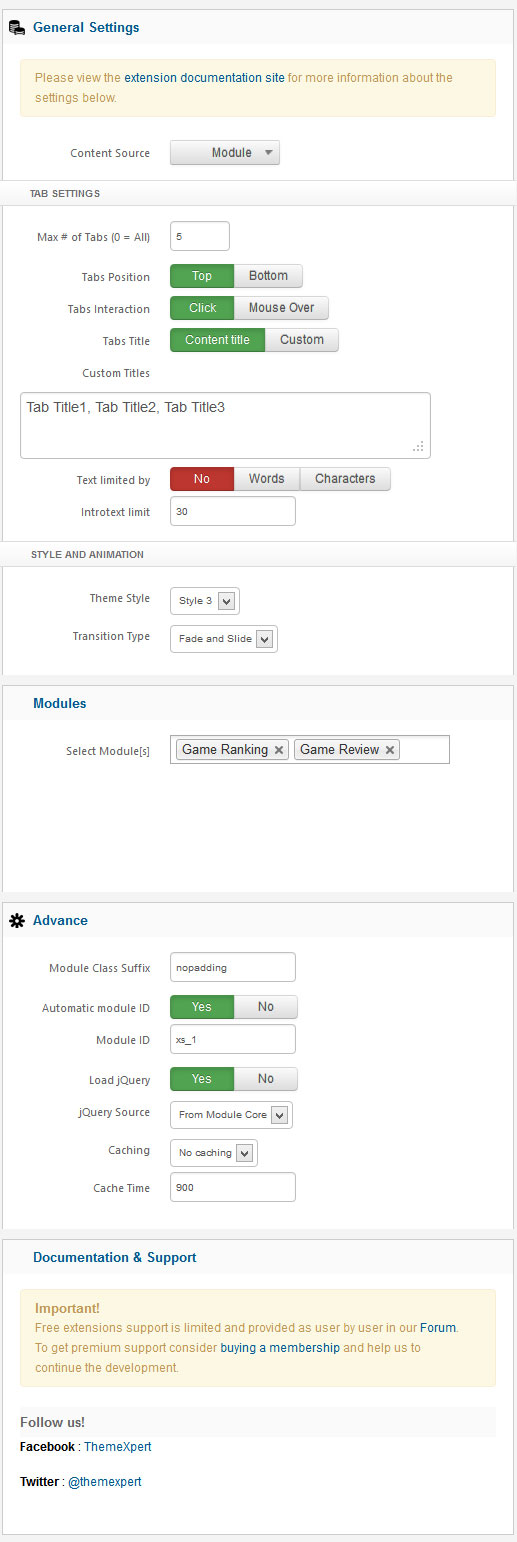 General Settings
Please view the extension documentation site for more information about the
settings below.
Content Source Module
TAB SETTINGS
Max # of Tabs (0 = All) 5
Tabs Position Top Bottom
Tabs Interaction Click Mouse Over
Tabs Title Content title Custom
Custom Titles
Tab Title1, Tab Title2, Tab Title3
Text limited by No Words Characters
Introtext limit 30
STYLE AND ANIMATION
Theme Style Style 3
Transition Type Fade and Slide
Modules
Select Module[s] Game Ranking Game Review
Advance
Module Class Suffix nopadding
Automatic module ID Yes No
Module ID xs_1
Load jQuery Yes No
jQuery Source From Module Core
Caching No caching
Cache Time 900
Documentation & Support
Important!
Free extensions support is limited and provided as user by user in our Forum.
To get premium support consider buying a membership and help us to
continue the development.
Follow us!
Facebook : ThemeXpert
Twitter : @themexpert